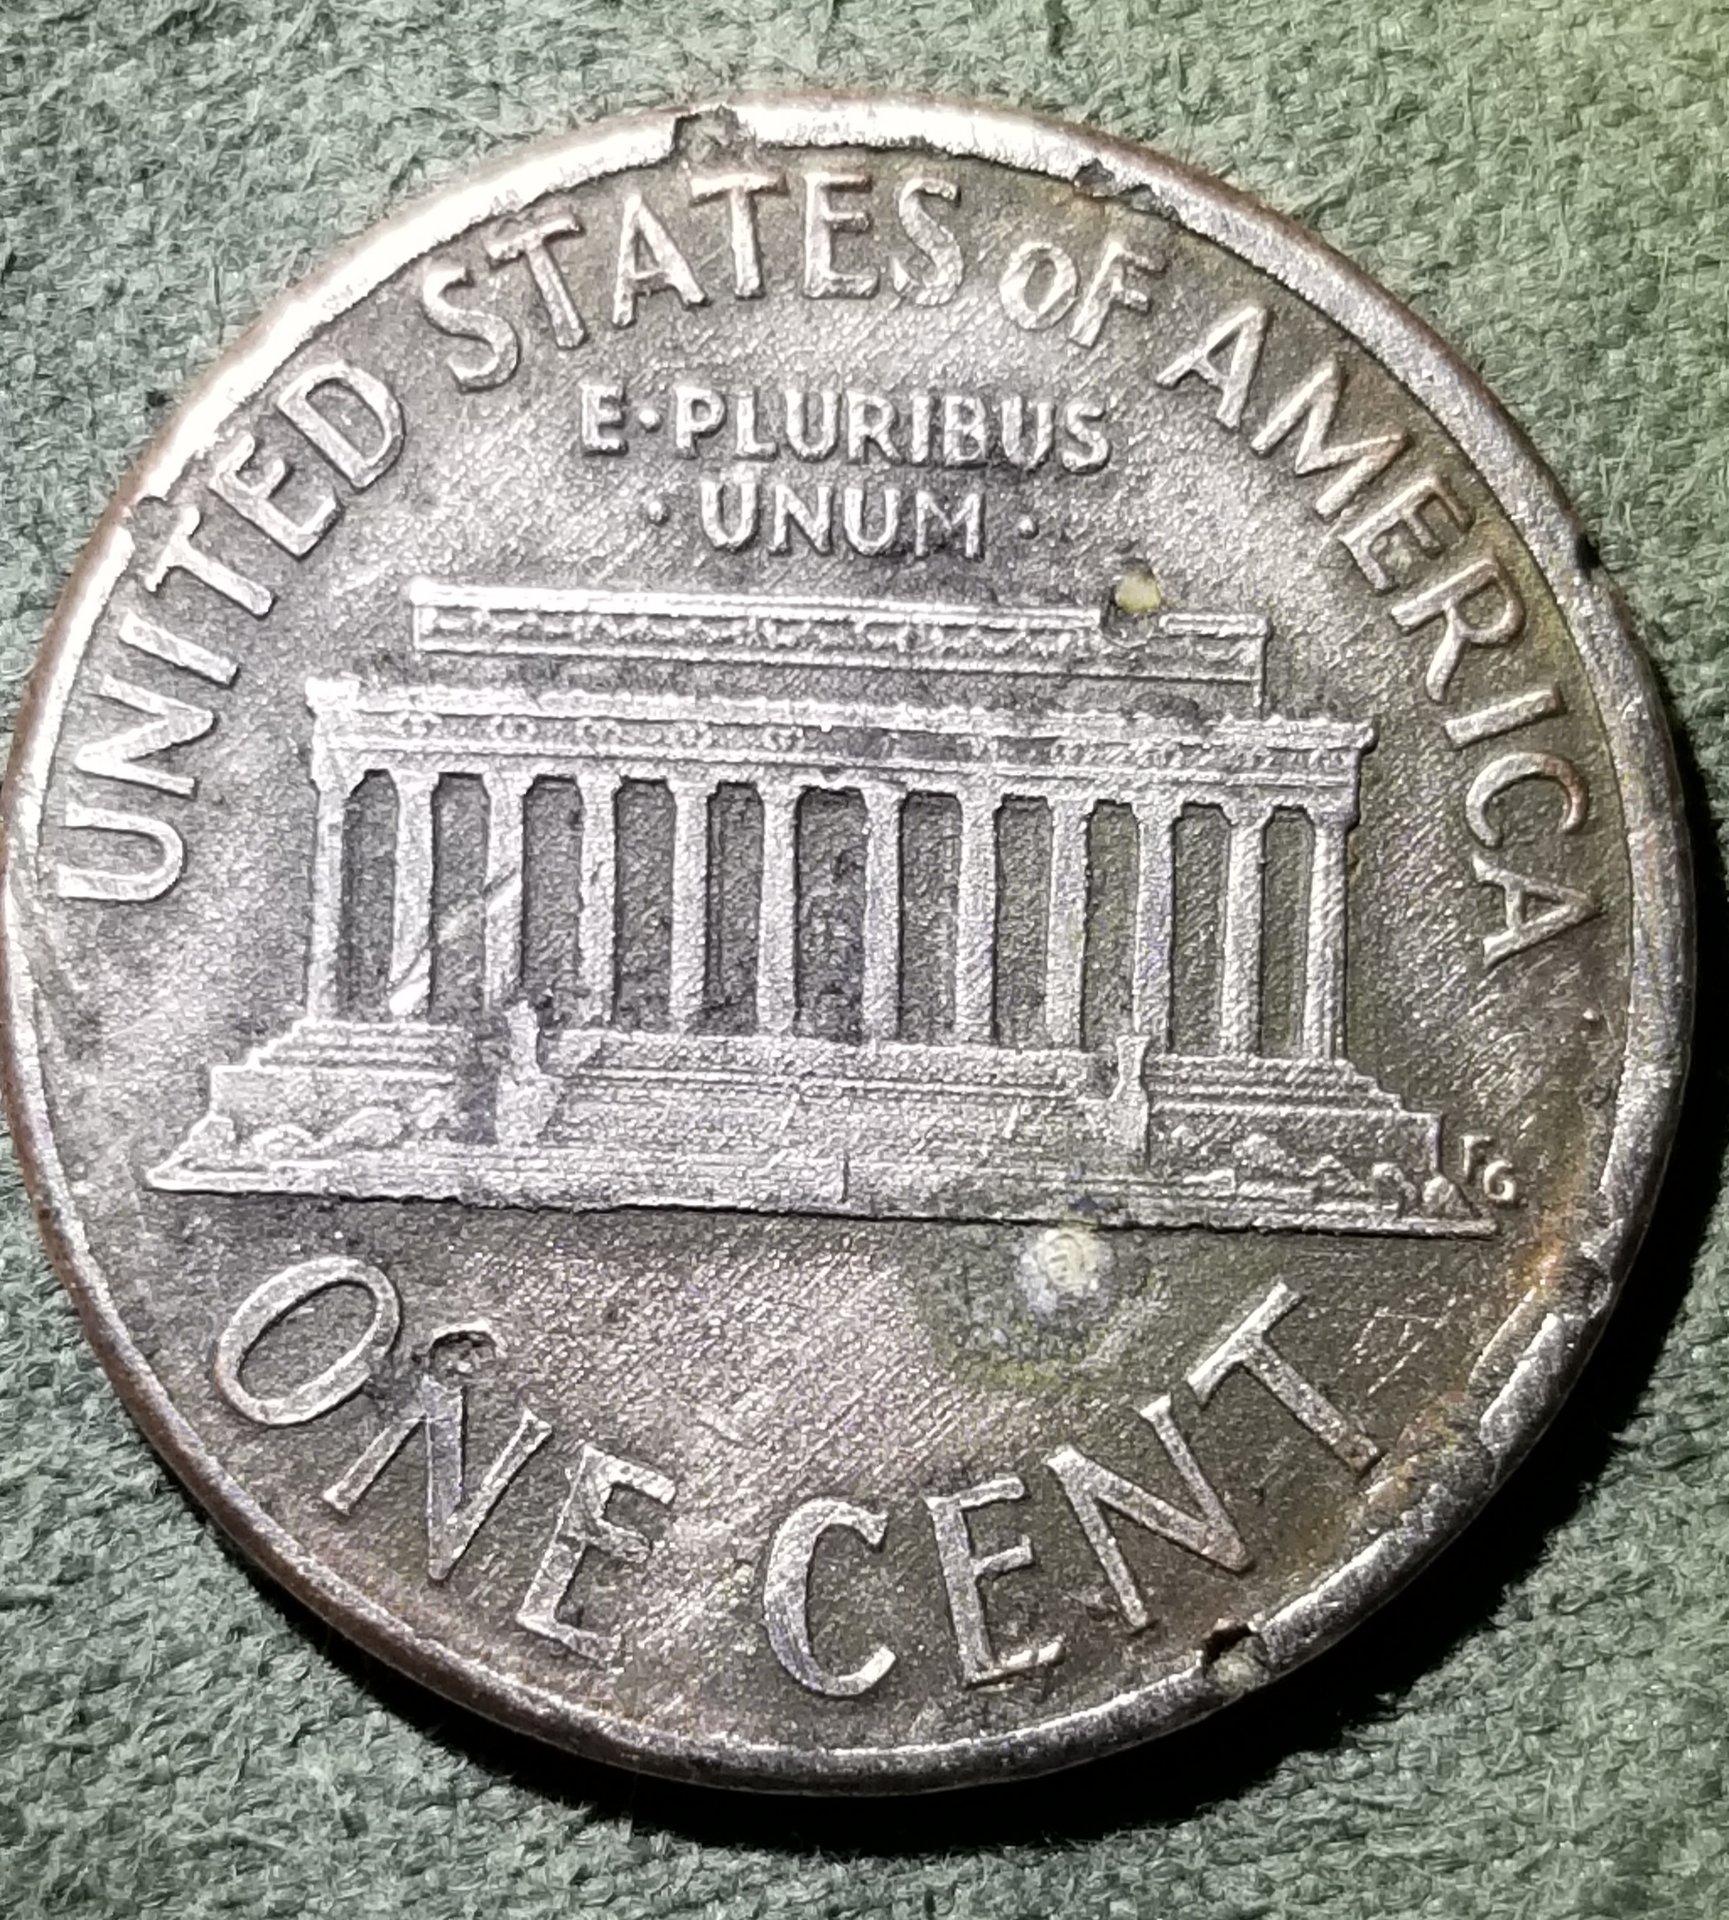 UNITED STATES OF AMERICA
E·PLURIBUS
·UNUM·
FG
ONE CENT